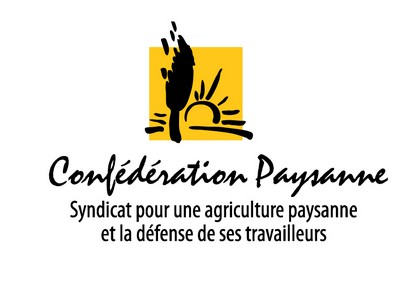 Confédération Paysanne
Syndicat pour une agriculture paysanne
et la défense de ses travailleurs